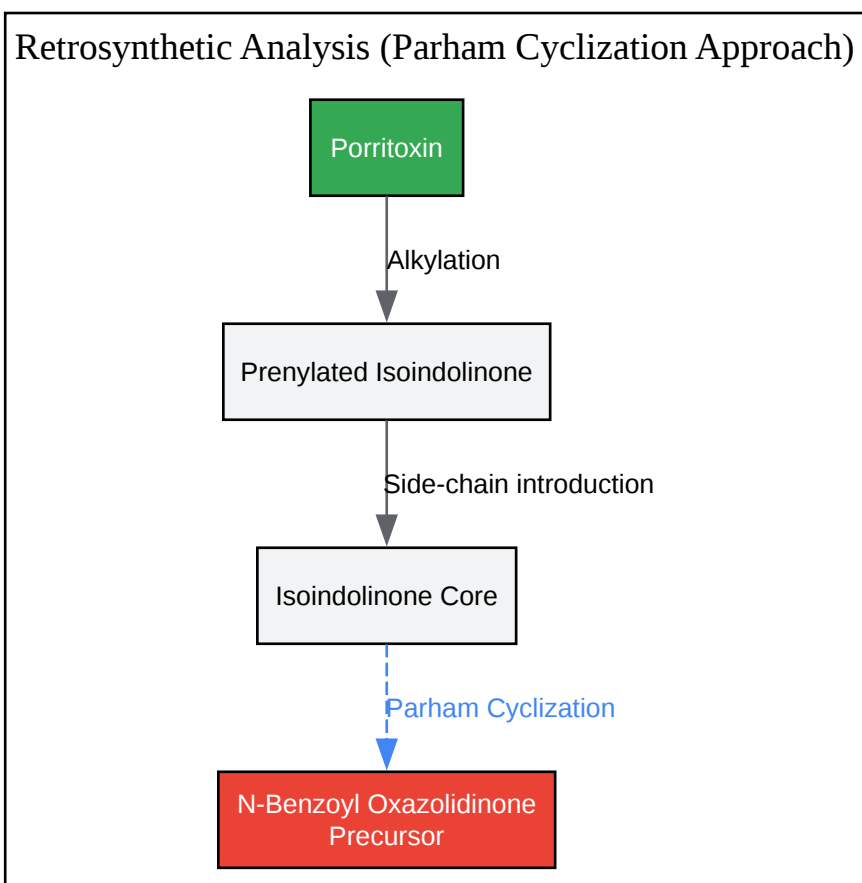 Retrosynthetic Analysis (Parham Cyclization Approach)
Porritoxin
Alkylation
Prenylated Isoindolinone
Side-chain introduction
Isoindolinone Core
Parham Cyclization
N-Benzoyl Oxazolidinone
Precursor